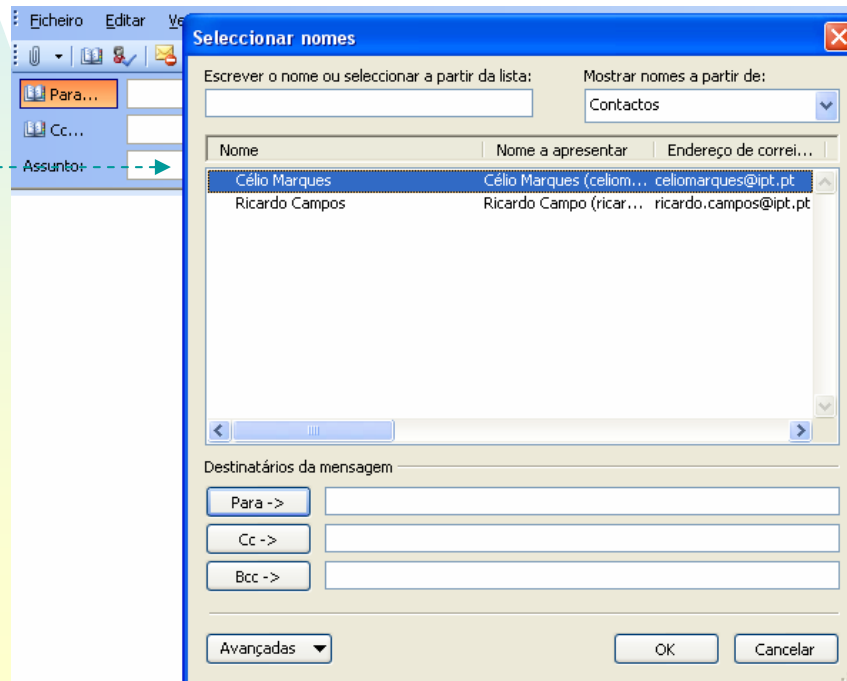 Ficheiro Editar Ve
Seleccionar nomes
Para...
Cc...
Assunto:
Escrever o nome ou seleccionar a partir da lista:
Mostrar nomes a partir de:
Contactos
Nome Nome a apresentar Endereço de correi...
Célio Marques Célio Marques (celiom... celiomarques@ipt.pt
Ricardo Campos Ricardo Campo (ricar... ricardo.campos@ipt.pt
Destinatários da mensagem
Para ->
Cc ->
Bcc ->
Avançadas OK Cancelar